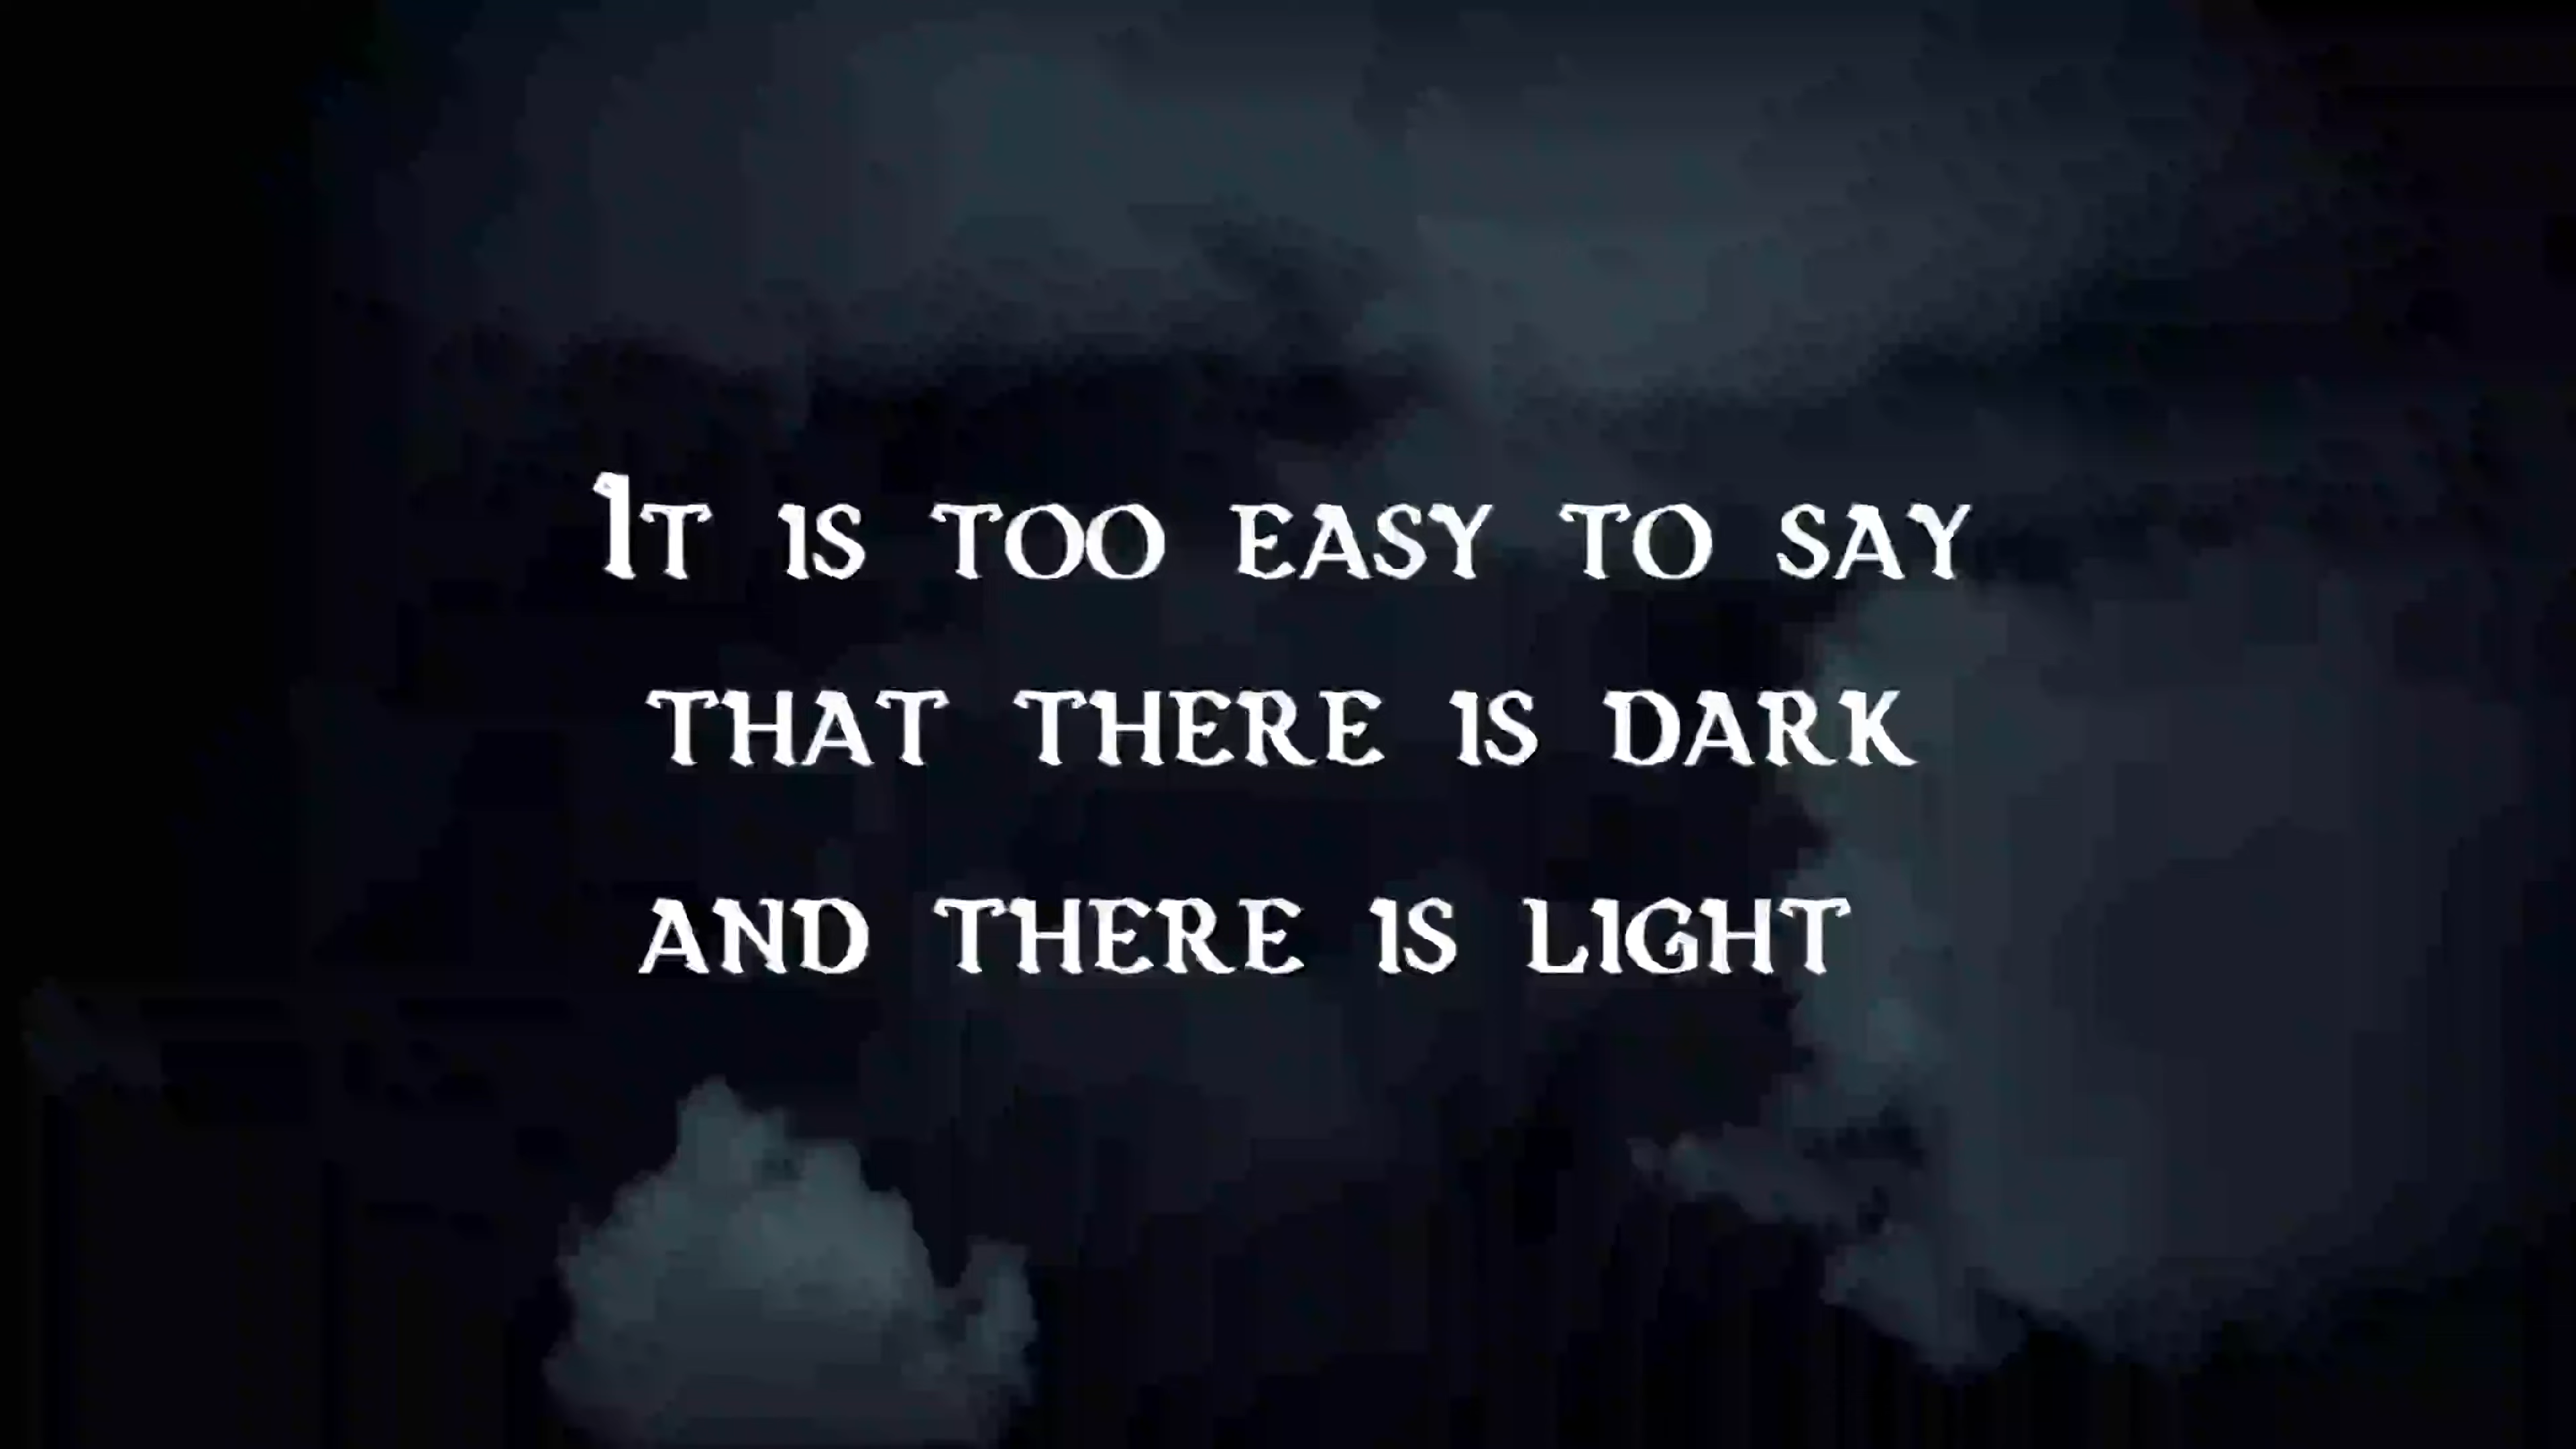 It is too easy to say
that there is dark
and there is light